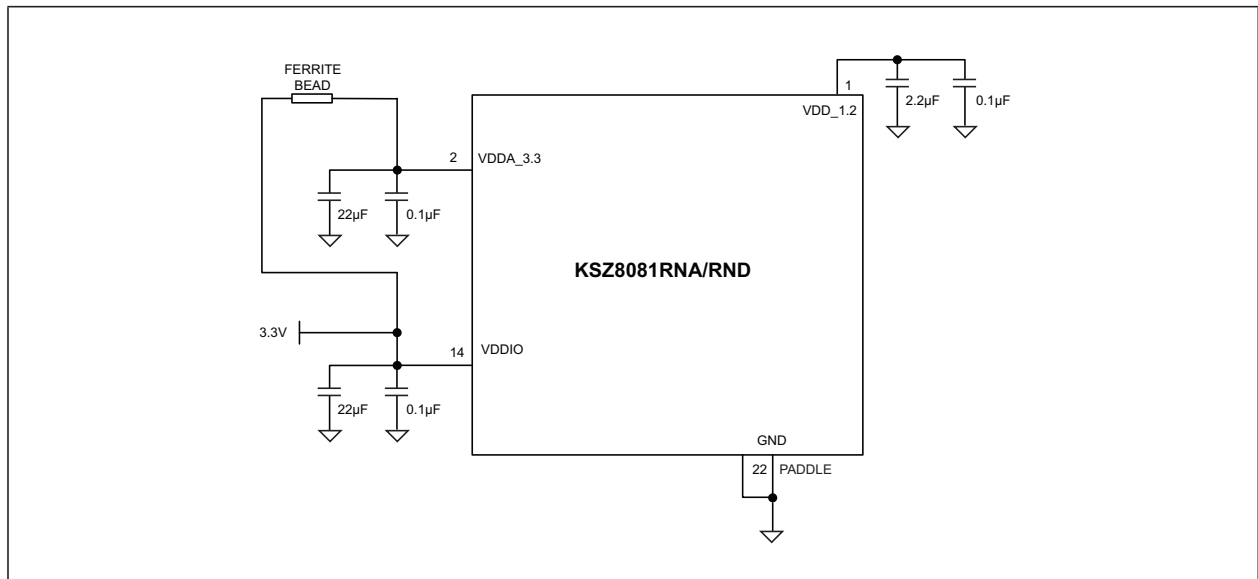 FERRITE
BEAD
1
VDD_1.2
2.2µF
0.1µF
2
VDDA_3.3
22µF
0.1µF
KSZ8081RNA/RND
3.3V
14
VDDIO
22µF
0.1µF
GND
22
PADDLE